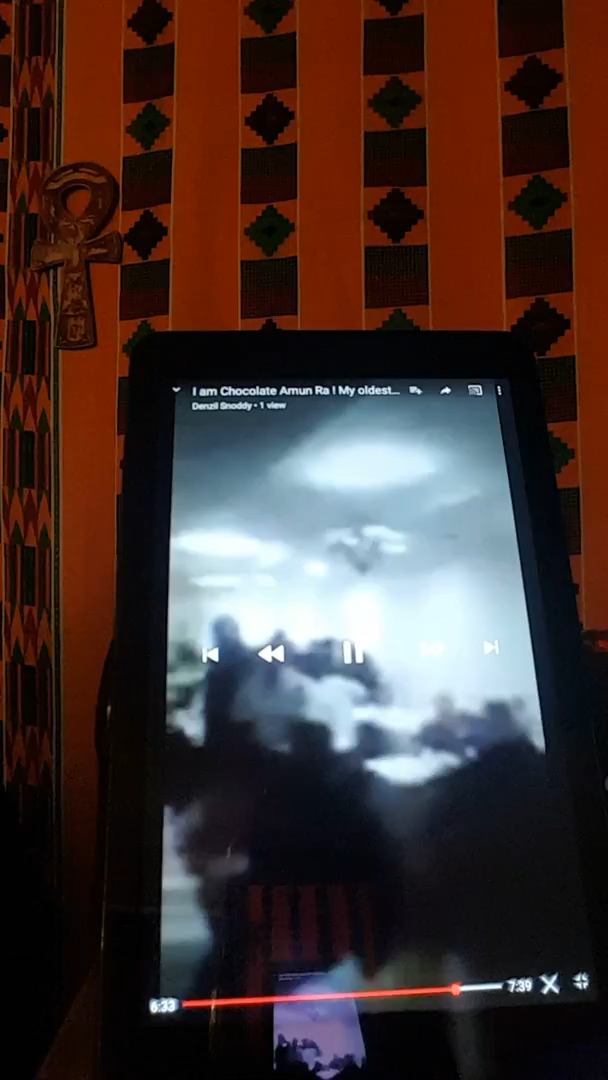 I am Chocolate Amun Ra ! My oldest...
Denzil Snoddy • 1 view
6:33
7:39